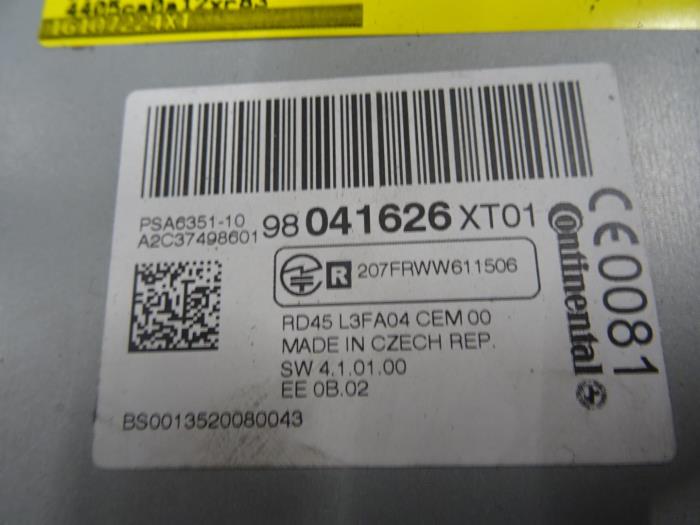 1G107224X1
PSA6351-10
A2C37498601
98 041626 XT01
R 207FRWW611506
RD45 L3FA04 CEM 00
MADE IN CZECH REP.
SW 4.1.01.00
EE 0B.02
BS0013520080043
Continental
CE0081